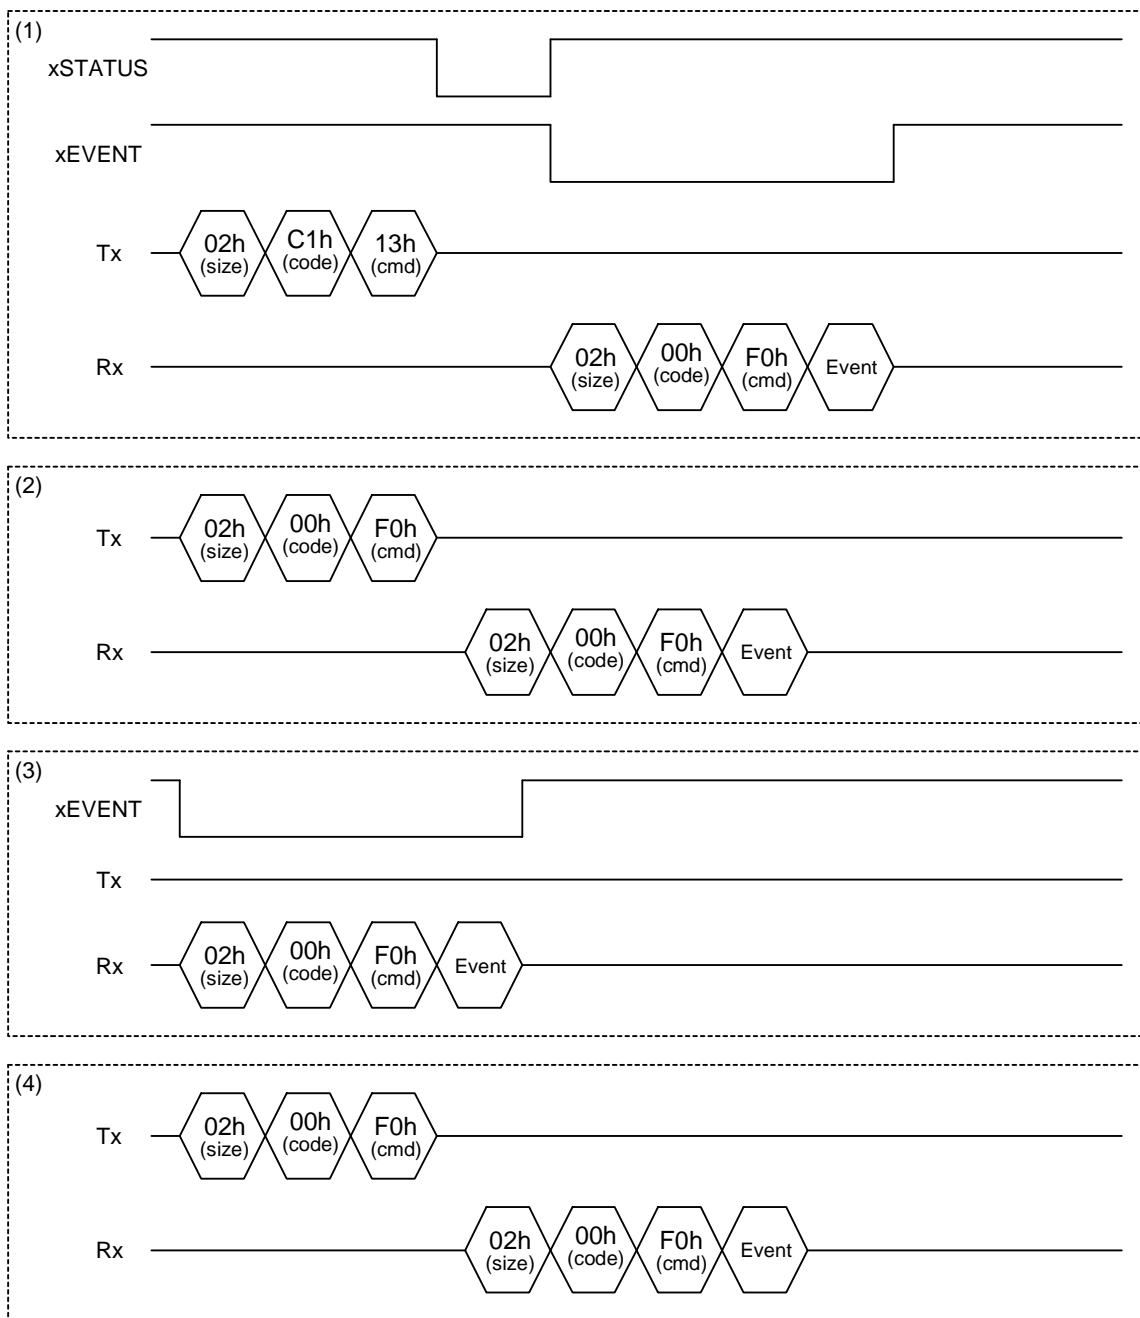 (1)
xSTATUS
xEVENT
Tx
02h
(size)
C1h
(code)
13h
(cmd)
Rx
02h
(size)
00h
(code)
F0h
(cmd)
Event
(2)
Tx
02h
(size)
00h
(code)
F0h
(cmd)
Rx
02h
(size)
00h
(code)
F0h
(cmd)
Event
(3)
xEVENT
Tx
Rx
02h
(size)
00h
(code)
F0h
(cmd)
Event
(4)
Tx
02h
(size)
00h
(code)
F0h
(cmd)
Rx
02h
(size)
00h
(code)
F0h
(cmd)
Event